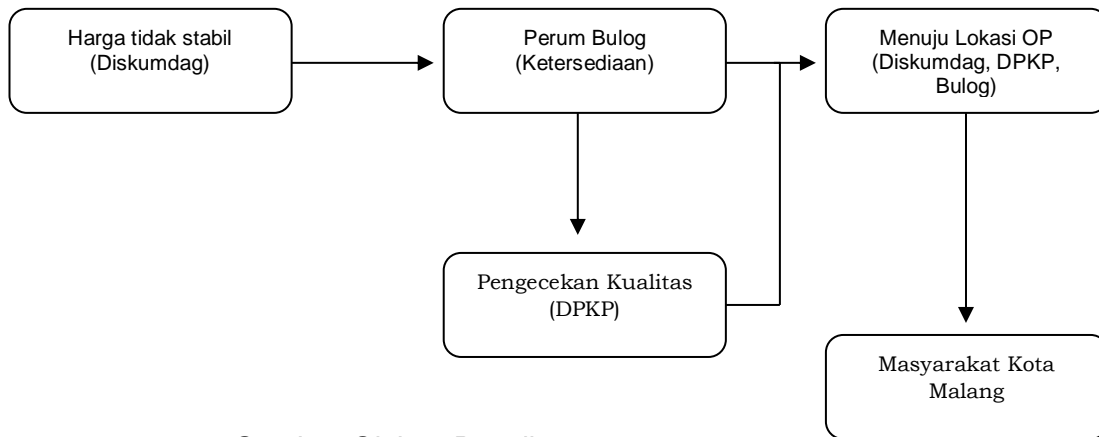 Harga tidak stabil
(Diskumdag)
Perum Bulog
(Ketersediaan)
Menuju Lokasi OP
(Diskumdag, DPKP,
Bulog)
Pengecekan Kualitas
(DPKP)
Masyarakat Kota
Malang